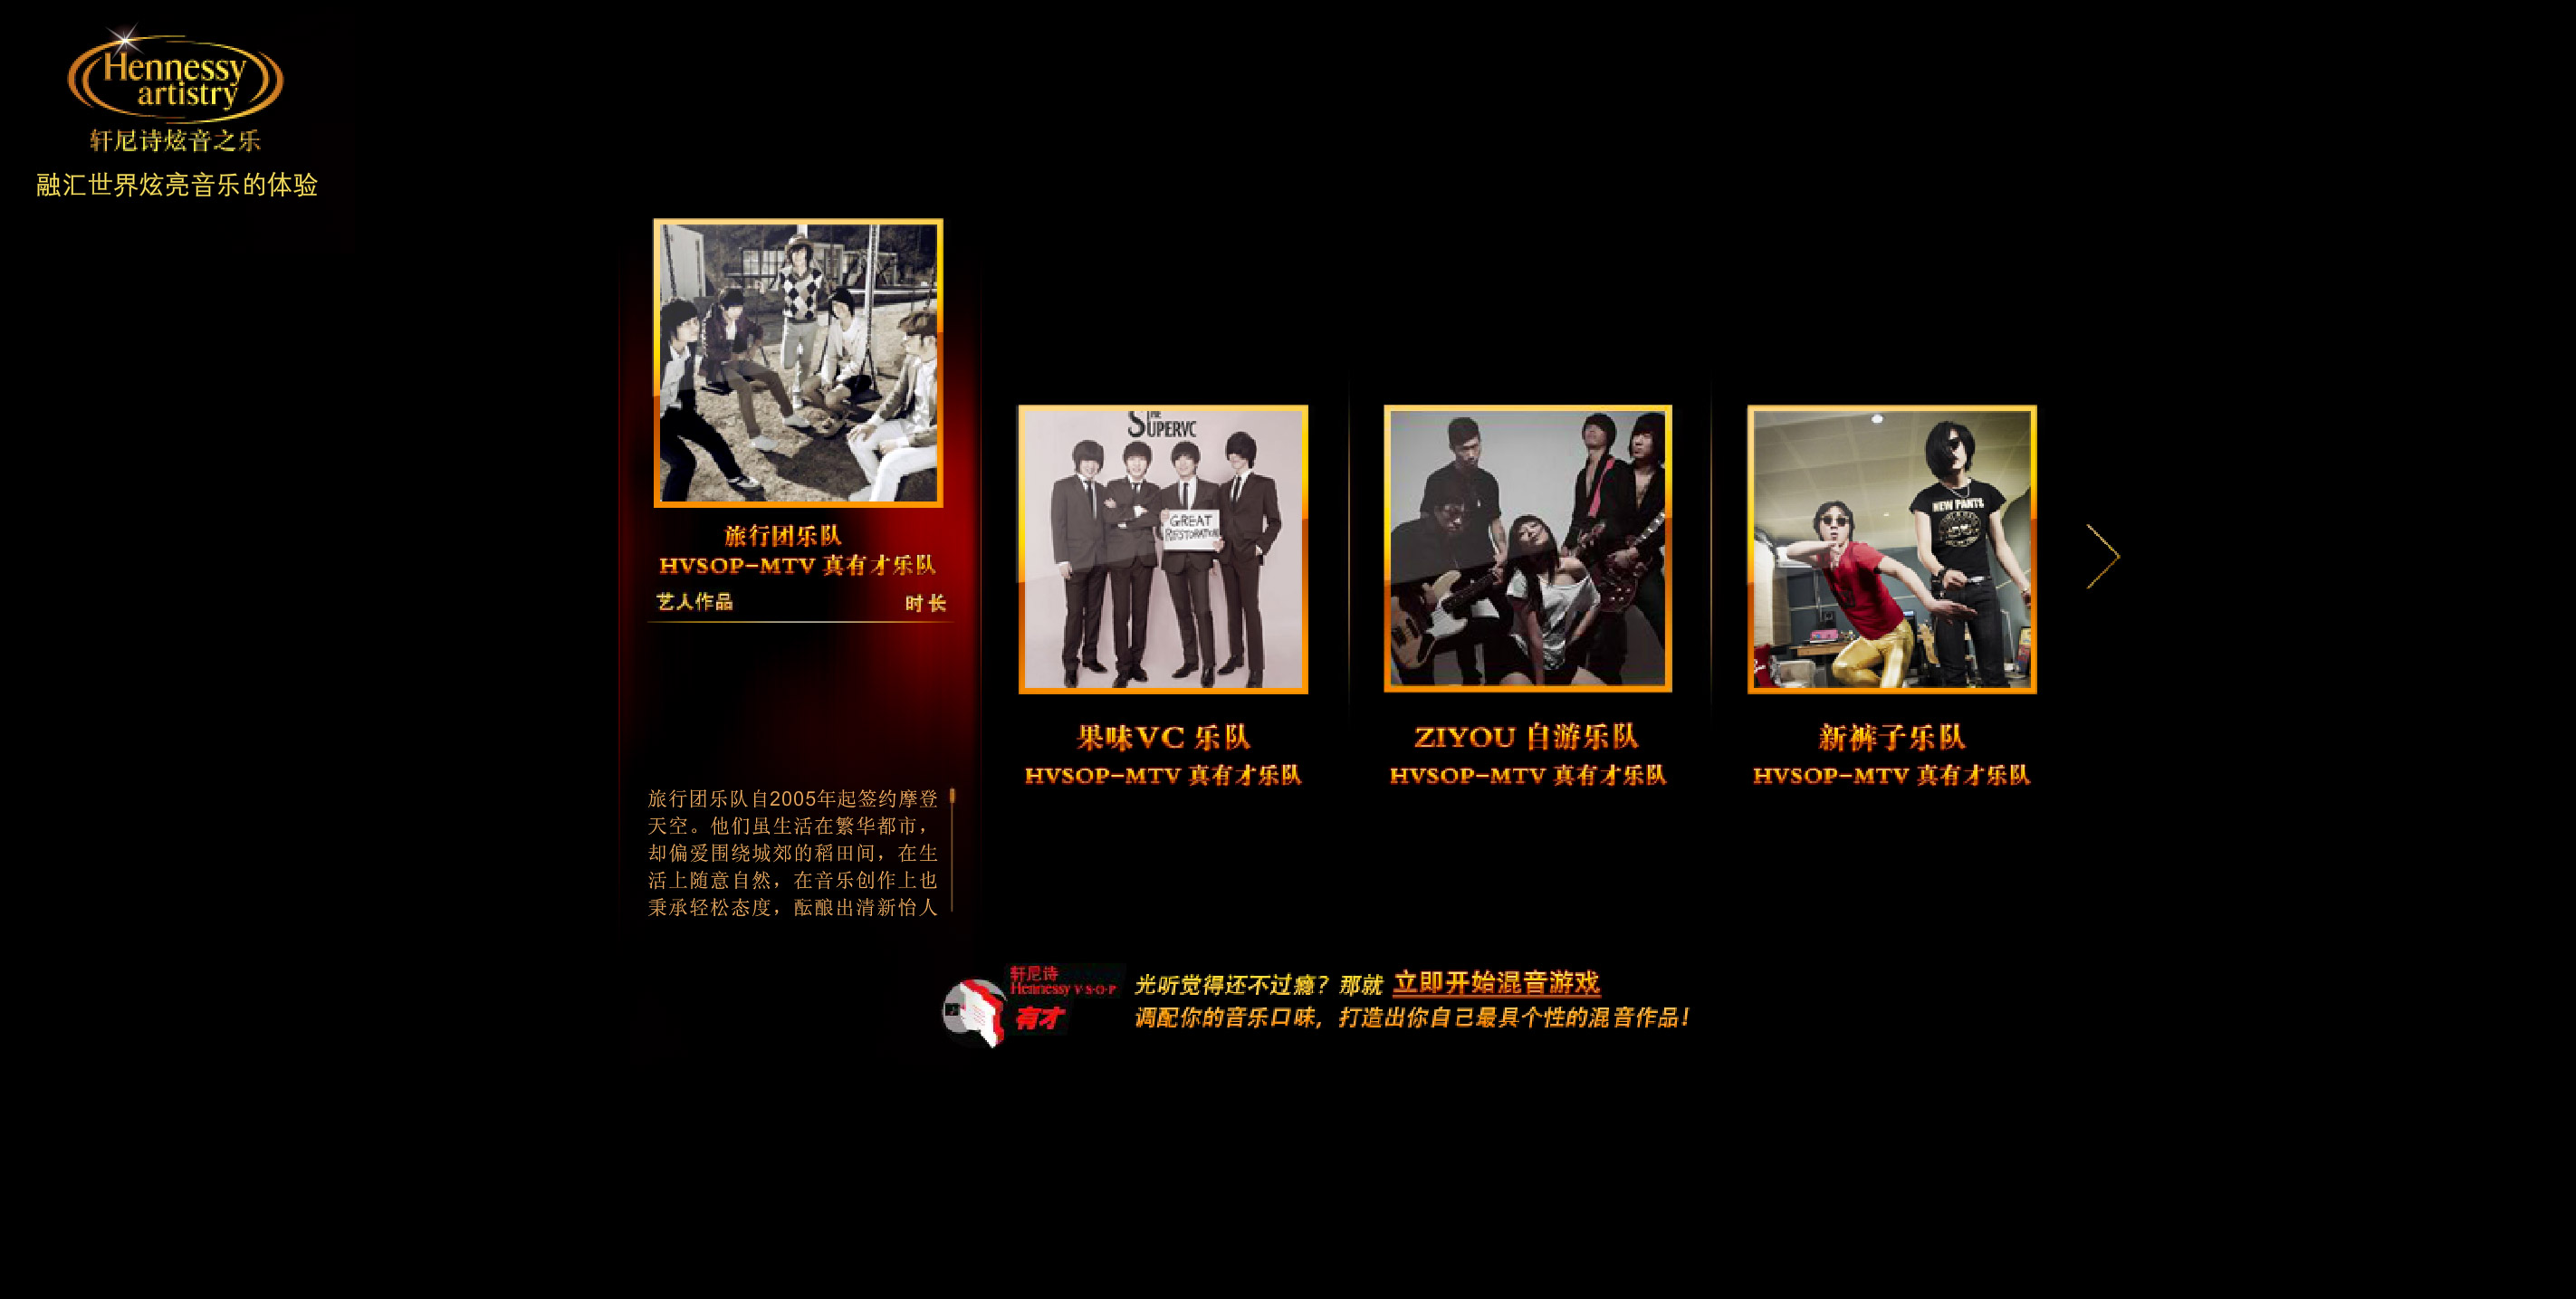 Hennessy
artistry
轩尼诗炫音之乐
融汇世界炫亮音乐的体验
旅行团乐队
HVSOP-MTV 真有才乐队
艺人作品 时长
旅行团乐队自2005年起签约摩登
天空。他们虽生活在繁华都市，
却偏爱围绕城郊的稻田间，在生
活上随意自然，在音乐创作上也
秉承轻松态度，酝酿出清新怡人
THE
SUPERVC
GREAT
RESTORATION
果味VC 乐队
HVSOP-MTV 真有才乐队
ZIYOU 自游乐队
HVSOP-MTV 真有才乐队
NEW PANTS
新裤子乐队
HVSOP-MTV 真有才乐队
轩尼诗
Hennessy V·S·O·P
有才
光听觉得还不过瘾？那就 立即开始混音游戏
调配你的音乐口味，打造出你自己最具个性的混音作品！